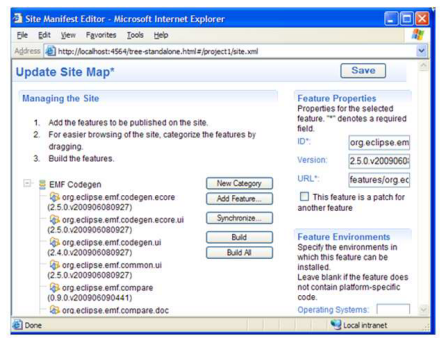 Site Manifest Editor - Microsoft Internet Explorer
File Edit View Favorites Tools Help
Address http://localhost:4564/tree-standalone.html#/project1/site.xml
Update Site Map*
Save
Managing the Site
1. Add the features to be published on the site.
2. For easier browsing of the site, categorize the features by
dragging.
3. Build the features.
EMF Codegen
org.eclipse.emf.codegen.ecore
(2.5.0.v200906080927)
org.eclipse.emf.codegen.ecore.ui
(2.5.0.v200906080927)
org.eclipse.emf.codegen.ui
(2.4.0.v200906080927)
org.eclipse.emf.common.ui
(2.5.0.v200906080927)
org.eclipse.emf.compare
(0.9.0.v200906090441)
org.eclipse.emf.compare.doc
New Category
Add Feature...
Synchronize...
Build
Build All
Feature Properties
Properties for the selected
feature. "*" denotes a required
field.
ID*: org.eclipse.em
Version: 2.5.0.v2009060
URL*: features/org.ec
This feature is a patch for
another feature
Feature Environments
Specify the environments in
which this feature can be
installed.
Leave blank if the feature does
not contain platform-specific
code.
Operating Systems:
Done
Local intranet